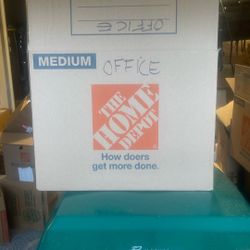 OFFICE
MEDIUM
OFFICE
THE
HOME
DEPOT
How doers
get more done.